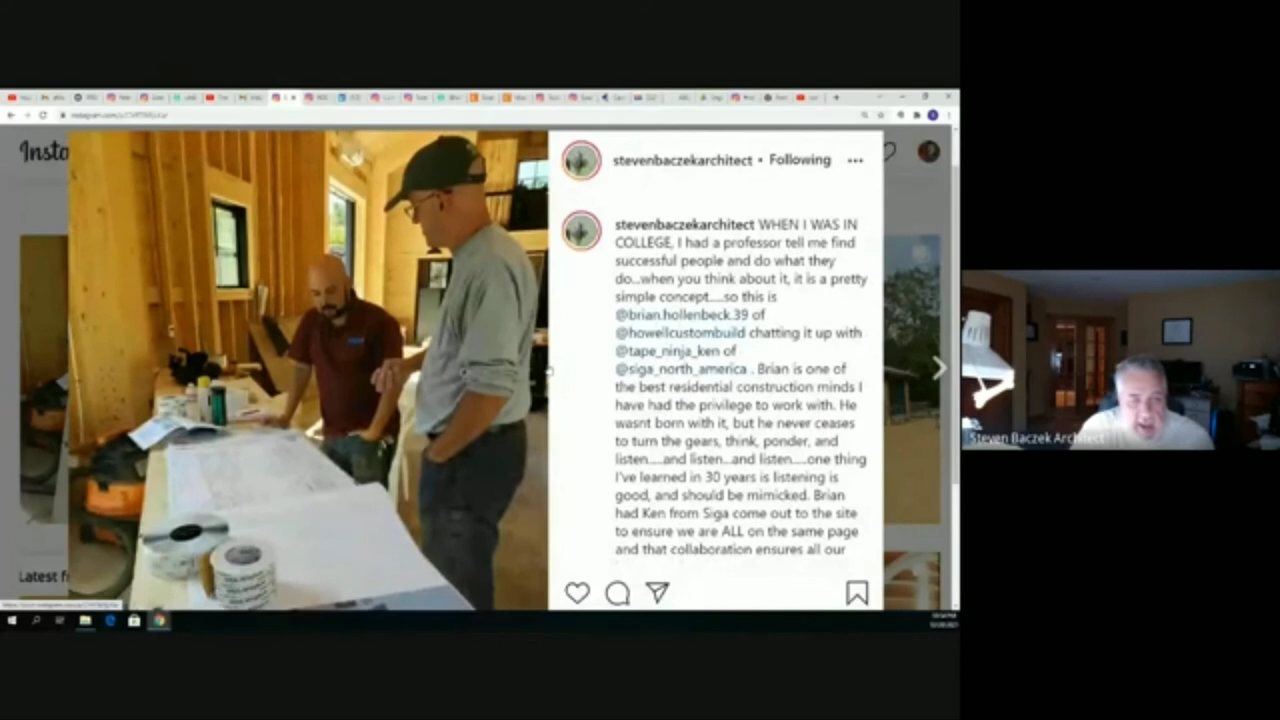 Insta
stevenbaczekarchitect • Following
stevenbaczekarchitect WHEN I WAS IN
COLLEGE, I had a professor tell me find
successful people and do what they
do...when you think about it, it is a pretty
simple concept.....so this is
@brian.hollenbeck.39 of
@howellcustombuild chatting it up with
@tape_ninja_ken of
@siga_north_america . Brian is one of
the best residential construction minds I
have had the privilege to work with. He
wasnt born with it, but he never ceases
to turn the gears, think, ponder, and
listen.....and listen...and listen.....one thing
I've learned in 30 years is listening is
good, and should be mimicked. Brian
had Ken from Siga come out to the site
to ensure we are ALL on the same page
and that collaboration ensures all our
Latest f
Steven Baczek Architect